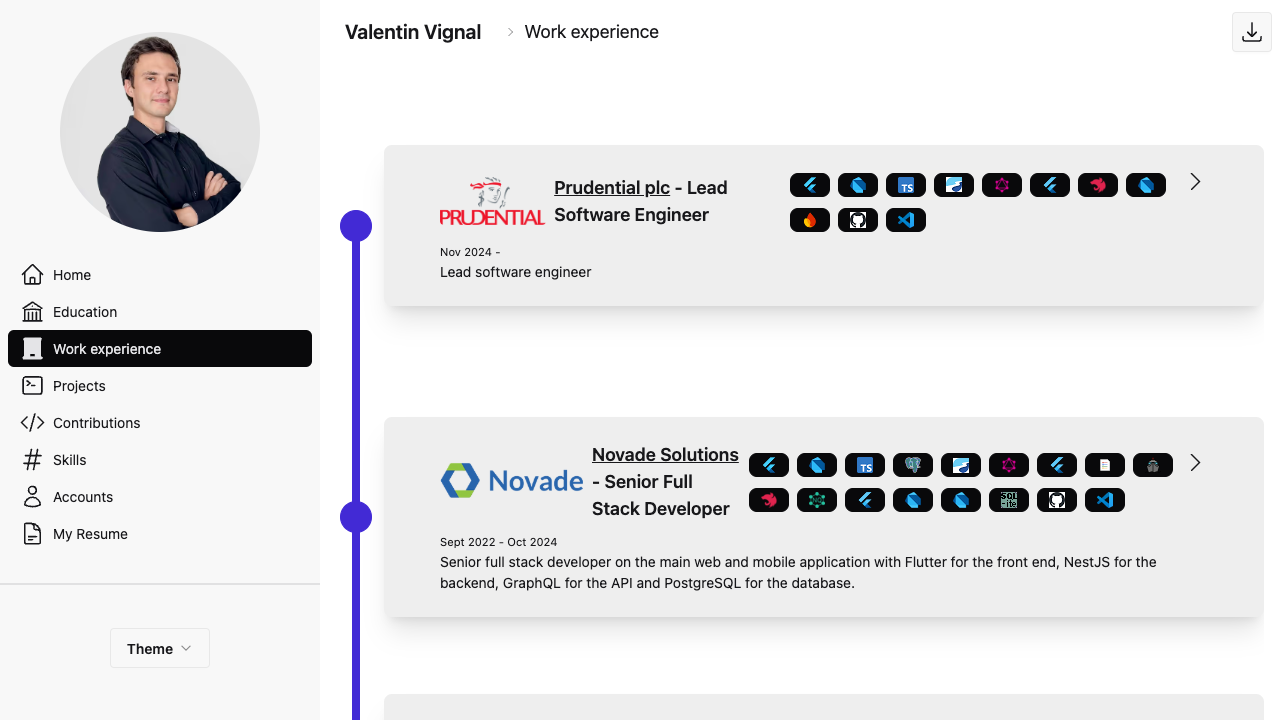 Valentin Vignal
Work experience
Home
Education
Work experience
Projects
Contributions
Skills
Accounts
My Resume
Theme
PRUDENTIAL
Prudential plc - Lead
Software Engineer
TS
Nov 2024 -
Lead software engineer
Novade
Novade Solutions
- Senior Full
Stack Developer
TS
Sept 2022 - Oct 2024
Senior full stack developer on the main web and mobile application with Flutter for the front end, NestJS for the
backend, GraphQL for the API and PostgreSQL for the database.